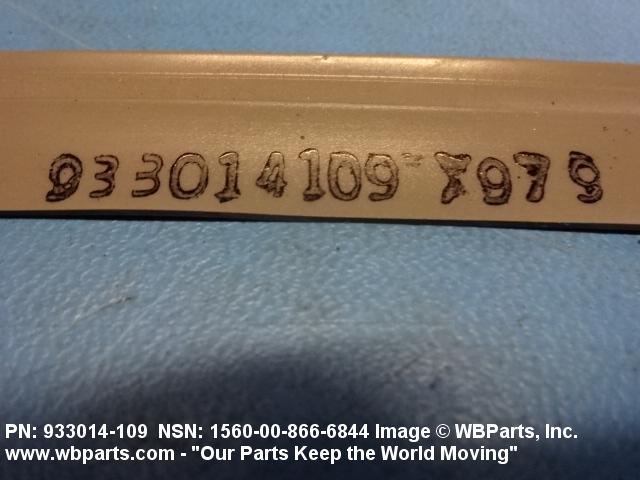 933014109 7979
PN: 933014-109 NSN: 1560-00-866-6844 Image © WBParts, Inc.
www.wbparts.com - "Our Parts Keep the World Moving"